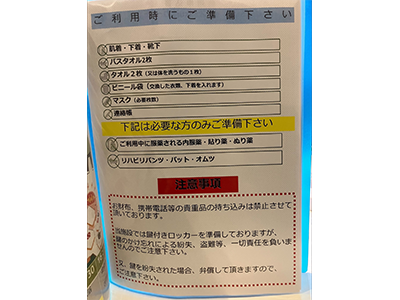 ご利用時にご準備下さい
肌着・下着・靴下
バスタオル2枚
タオル2枚(又は体を洗うもの1枚)
ビニール袋(交換した衣類、下着を入れます)
マスク(必要枚数)
連絡帳
下記は必要な方のみご準備下さい
ご利用中に服薬される内服薬・貼り薬・ぬり薬
リハビリパンツ・パット・オムツ
注意事項
お財布、携帯電話等の貴重品の持ち込みは禁止させて
頂いております。
当施設では鍵付きロッカーを準備しておりますが、
鍵のかけ忘れによる紛失、盗難等、一切責任を負いま
せんのでご注意下さい。
又、鍵を紛失された場合、弁償して頂きますので、
ご注意下さい。